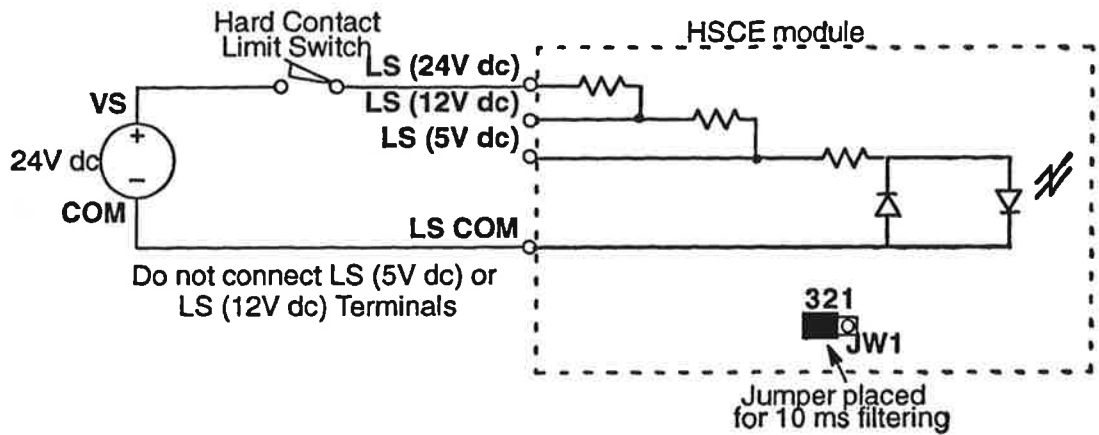 Hard Contact
Limit Switch
HSCE module
LS (24V dc)
LS (12V dc)
VS
LS (5V dc)
+
24V dc
–
COM
LS COM
Do not connect LS (5V dc) or
LS (12V dc) Terminals
321
JW1
Jumper placed
for 10 ms filtering